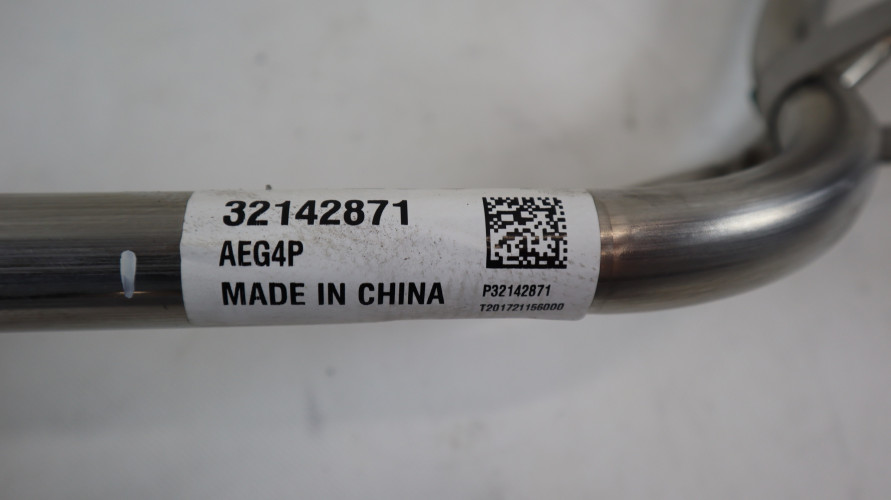 32142871
AEG4P
MADE IN CHINA
P32142871
T201721156000